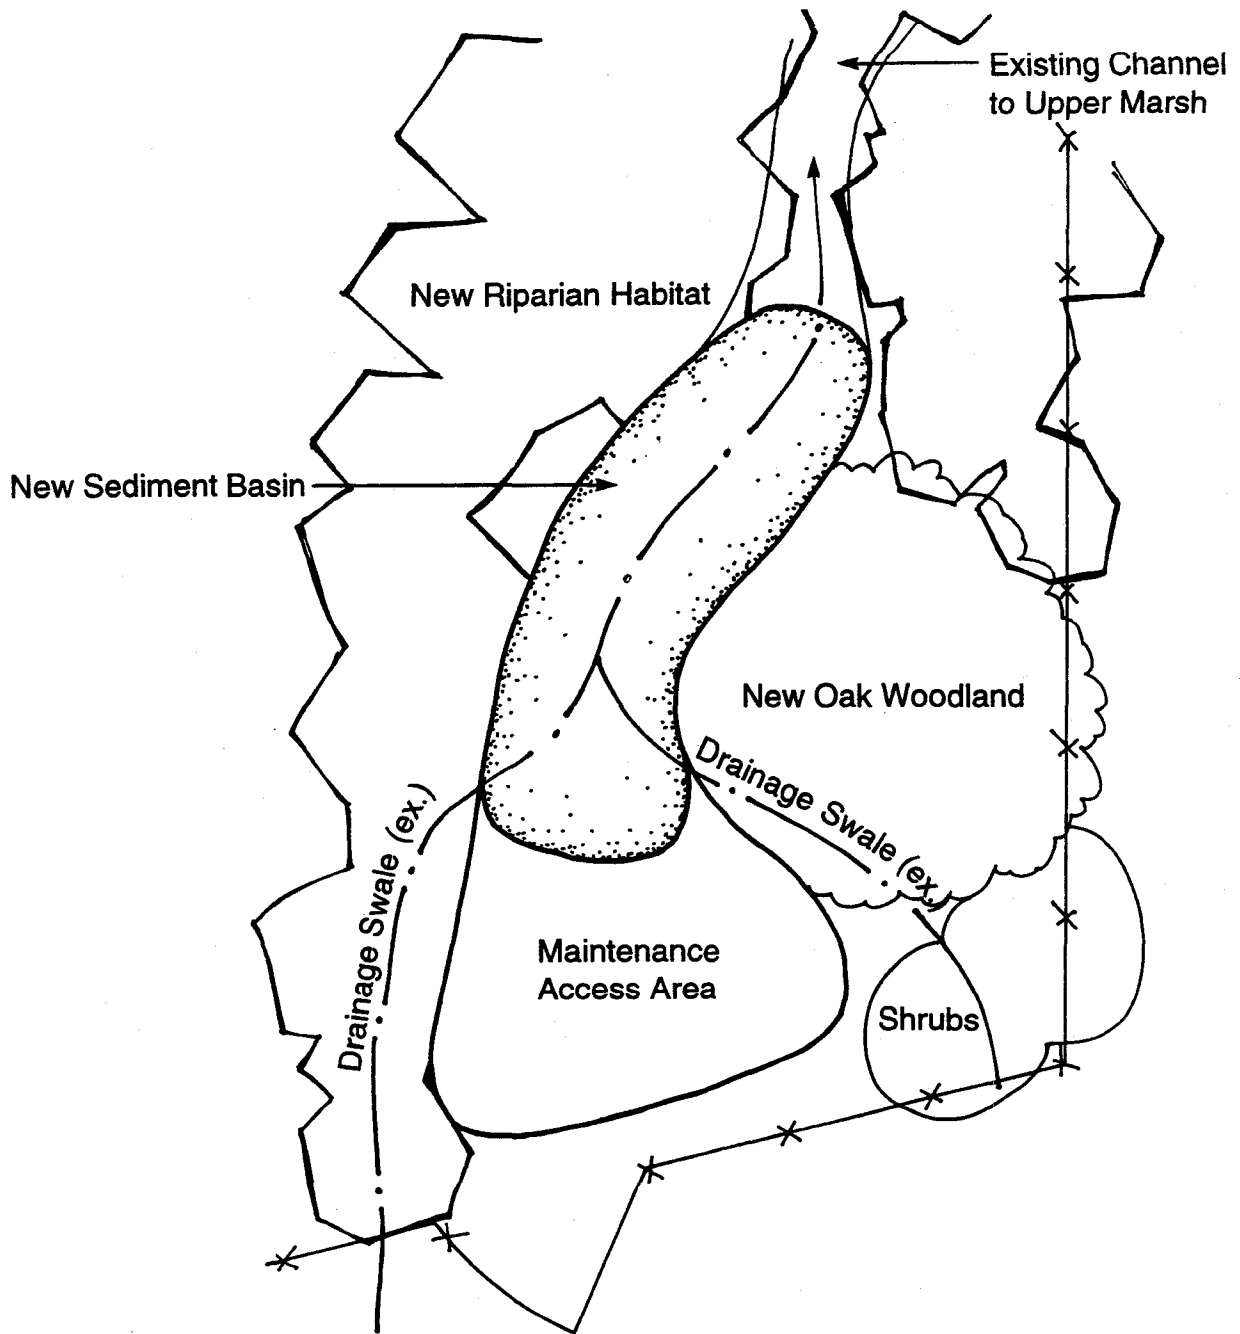 Existing Channel
to Upper Marsh
New Riparian Habitat
New Sediment Basin
New Oak Woodland
Drainage Swale (ex.)
Drainage Swale (ex.)
Maintenance
Access Area
Shrubs